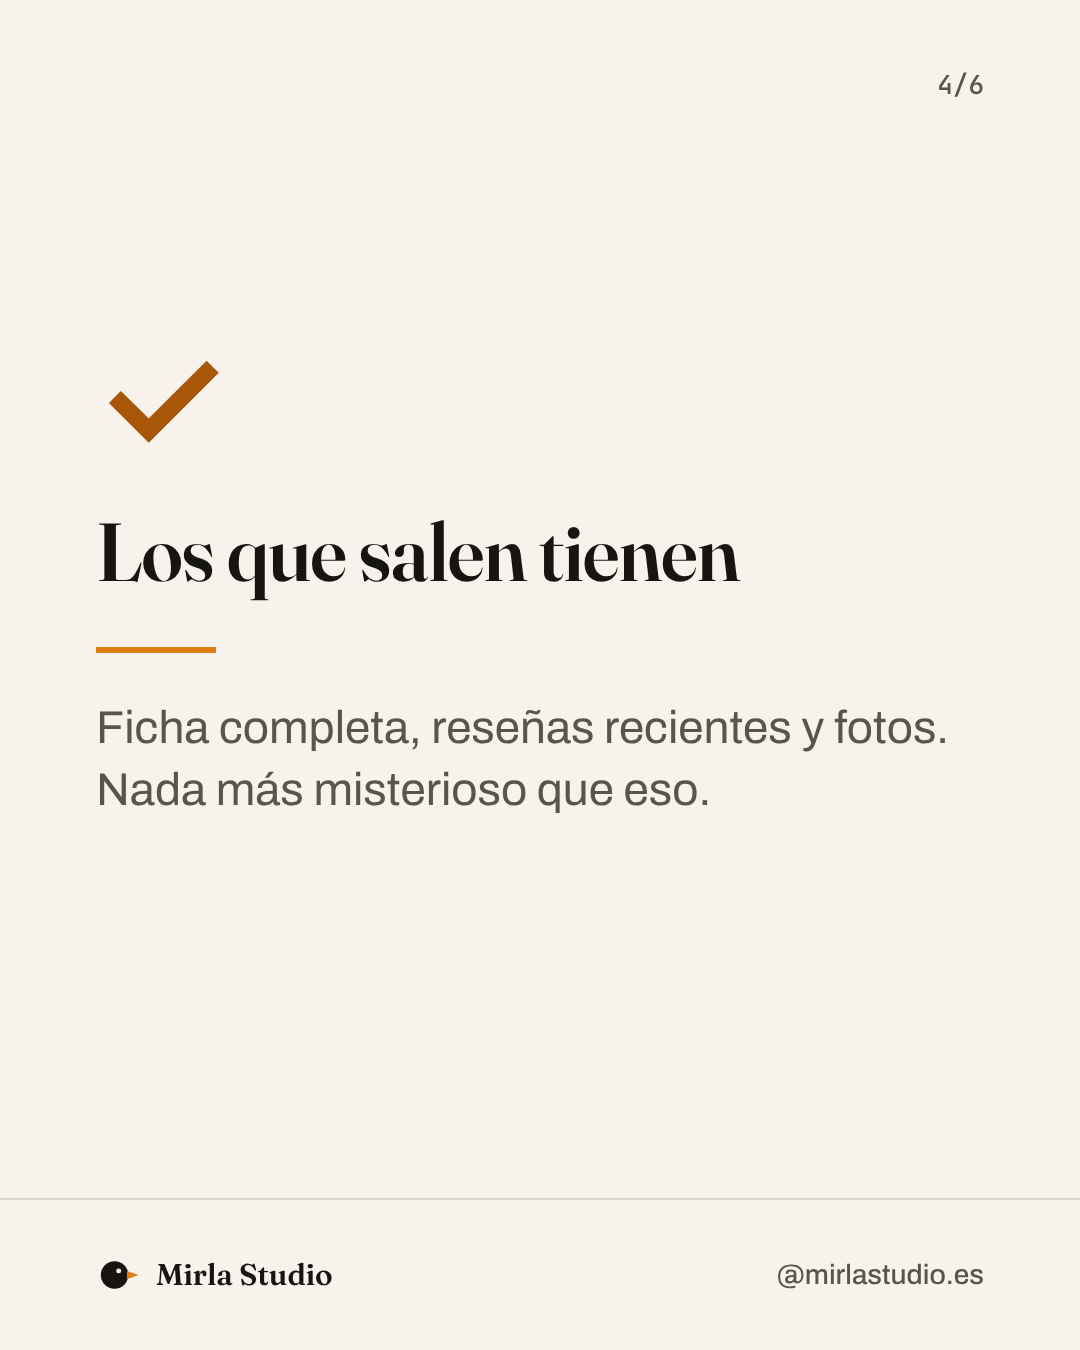 4/6
Los que salen tienen
Ficha completa, reseñas recientes y fotos.
Nada más misterioso que eso.
Mirla Studio
@mirlastudio.es